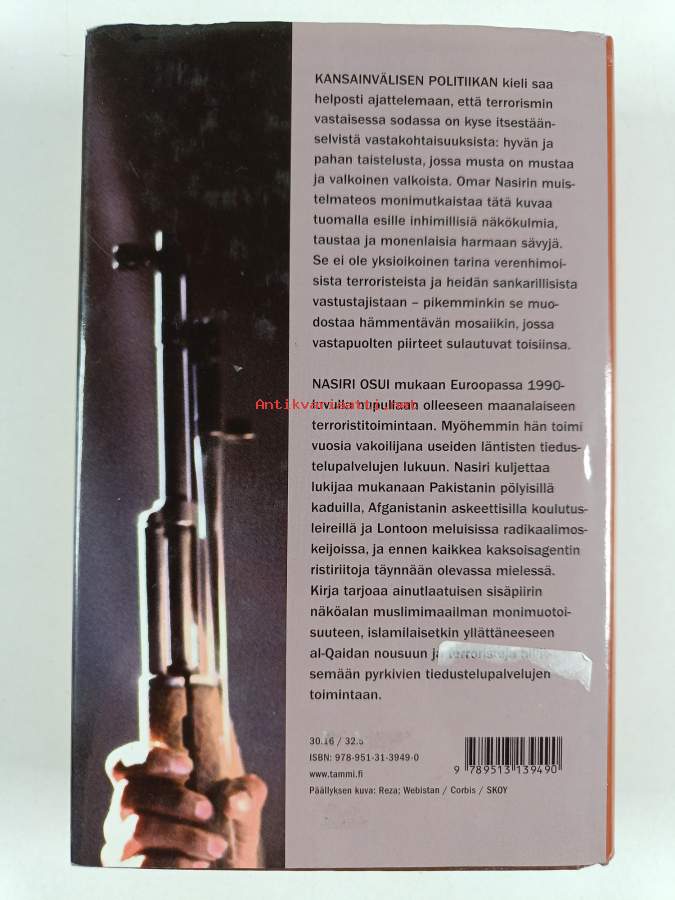 KANSAINVÄLISEN POLITIIKAN kieli saa
helposti ajattelemaan, että terrorismin
vastaisessa sodassa on kyse itsestään-
selvistä vastakohtaisuuksista: hyvän ja
pahan taistelusta, jossa musta on mustaa
ja valkoinen valkoista. Omar Nasirin muis-
telmateos monimutkaistaa tätä kuvaa
tuomalla esille inhimillisiä näkökulmia,
taustaa ja monenlaisia harmaan sävyjä.
Se ei ole yksioikoinen tarina verenhimoi-
sista terroristeista ja heidän sankarillisista
vastustajistaan – pikemminkin se muo-
dostaa hämmentävän mosaiikin, jossa
vastapuolten piirteet sulautuvat toisiinsa.
NASIRI OSUI mukaan Euroopassa 1990-
Antikvariaatti.net
olleeseen maanalaiseen
terroristitoimintaan. Myöhemmin hän toimi
vuosia vakoilijana useiden läntisten tiedus-
telupalvelujen lukuun. Nasiri kuljettaa
lukijaa mukanaan Pakistanin pölyisillä
kaduilla, Afganistanin askeettisilla koulutus-
leireillä ja Lontoon meluisissa radikaalimos-
keijoissa, ja ennen kaikkea kaksoisagentin
ristiriitoja täynnään olevassa mielessä.
Kirja tarjoaa ainutlaatuisen sisäpiirin
näköalan muslimimaailman monimuotoi-
suuteen, islamilaisetkin yllättäneeseen
al-Qaidan nousuun ja terroristeja
semään pyrkivien tiedustelupalvelujen
toimintaan.
30.16 / 32.5
ISBN: 978-951-31-3949-0
www.tammi.fi
Päällyksen kuva: Reza; Webistan / Corbis / SKOY
9 789513 139490